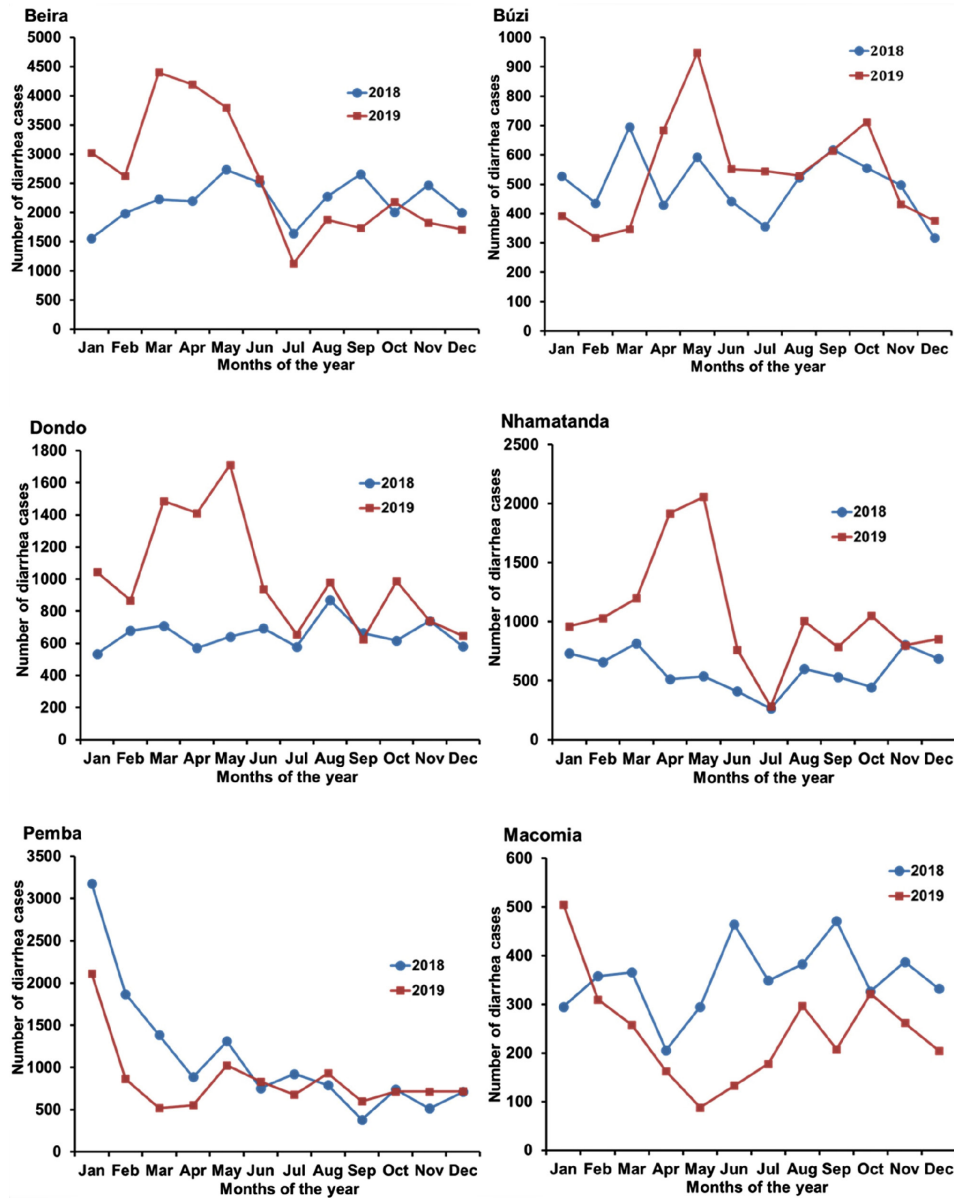 Beira
Number of diarrhea cases
5000
4500
4000
3500
3000
2500
2000
1500
1000
500
0
2018
2019
Jan Feb Mar Apr May Jun Jul Aug Sep Oct Nov Dec
Months of the year
Búzi
Number of diarrhea cases
1000
900
800
700
600
500
400
300
200
100
0
2018
2019
Jan Feb Mar Apr May Jun Jul Aug Sep Oct Nov Dec
Months of the year
Dondo
Number of diarrhea cases
1800
1600
1400
1200
1000
800
600
400
200
0
2018
2019
Jan Feb Mar Apr May Jun Jul Aug Sep Oct Nov Dec
Months of the year
Nhamatanda
Number of diarrhea cases
2500
2000
1500
1000
500
0
2018
2019
Jan Feb Mar Apr May Jun Jul Aug Sep Oct Nov Dec
Months of the year
Pemba
Number of diarrhea cases
3500
3000
2500
2000
1500
1000
500
0
2018
2019
Jan Feb Mar Apr May Jun Jul Aug Sep Oct Nov Dec
Months of the year
Macomia
Number of diarrhea cases
600
500
400
300
200
100
0
2018
2019
Jan Feb Mar Apr May Jun Jul Aug Sep Oct Nov Dec
Months of the year